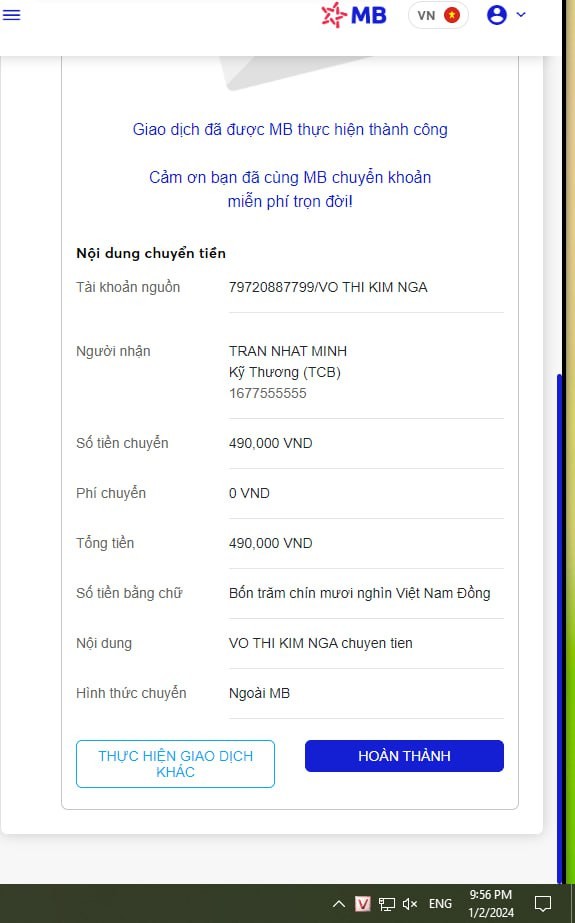 MB
VN
Giao dịch đã được MB thực hiện thành công
Cảm ơn bạn đã cùng MB chuyển khoản
miễn phí trọn đời!
Nội dung chuyển tiền
Tài khoản nguồn 79720887799/VO THI KIM NGA
Người nhận TRAN NHAT MINH
Kỹ Thương (TCB)
1677555555
Số tiền chuyển 490,000 VND
Phí chuyển 0 VND
Tổng tiền 490,000 VND
Số tiền bằng chữ Bốn trăm chín mươi nghìn Việt Nam Đồng
Nội dung VO THI KIM NGA chuyen tien
Hình thức chuyển Ngoài MB
THỰC HIỆN GIAO DỊCH
KHÁC
HOÀN THÀNH
V
ENG
9:56 PM
1/2/2024